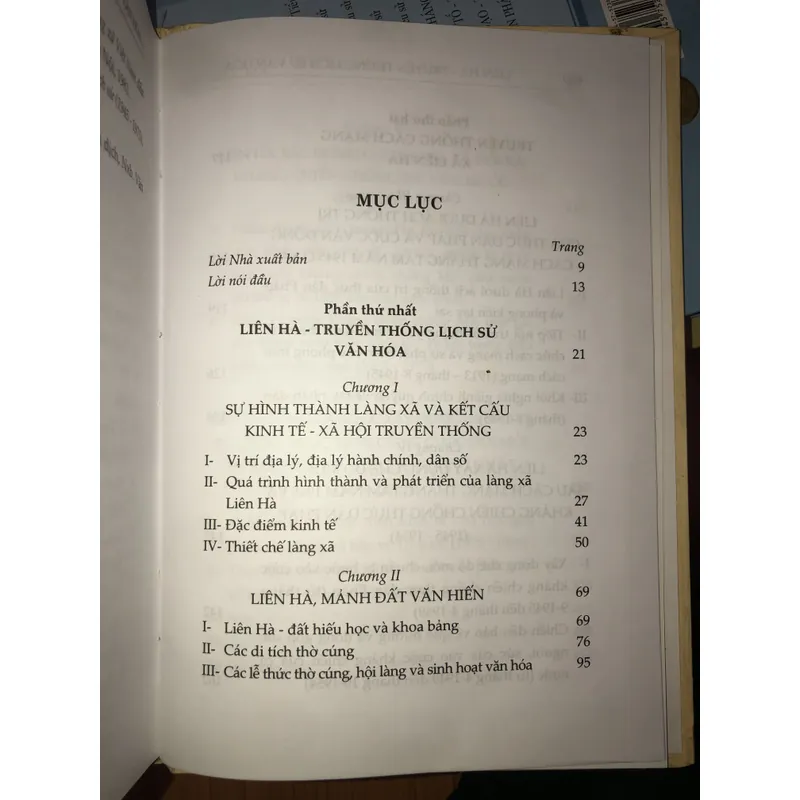 MỤC LỤC
Trang
Lời Nhà xuất bản 9
Lời nói đầu 13
Phần thứ nhất
LIÊN HÀ - TRUYỀN THỐNG LỊCH SỬ
VĂN HÓA 21
Chương I
SỰ HÌNH THÀNH LÀNG XÃ VÀ KẾT CẤU
KINH TẾ - XÃ HỘI TRUYỀN THỐNG 23
I- Vị trí địa lý, địa lý hành chính, dân số 23
II- Quá trình hình thành và phát triển của làng xã
Liên Hà 27
III- Đặc điểm kinh tế 41
IV- Thiết chế làng xã 50
Chương II
LIÊN HÀ, MẢNH ĐẤT VĂN HIẾN 69
I- Liên Hà - đất hiếu học và khoa bảng 69
II- Các di tích thờ cúng 76
III- Các lễ thức thờ cúng, hội làng và sinh hoạt văn hóa 95